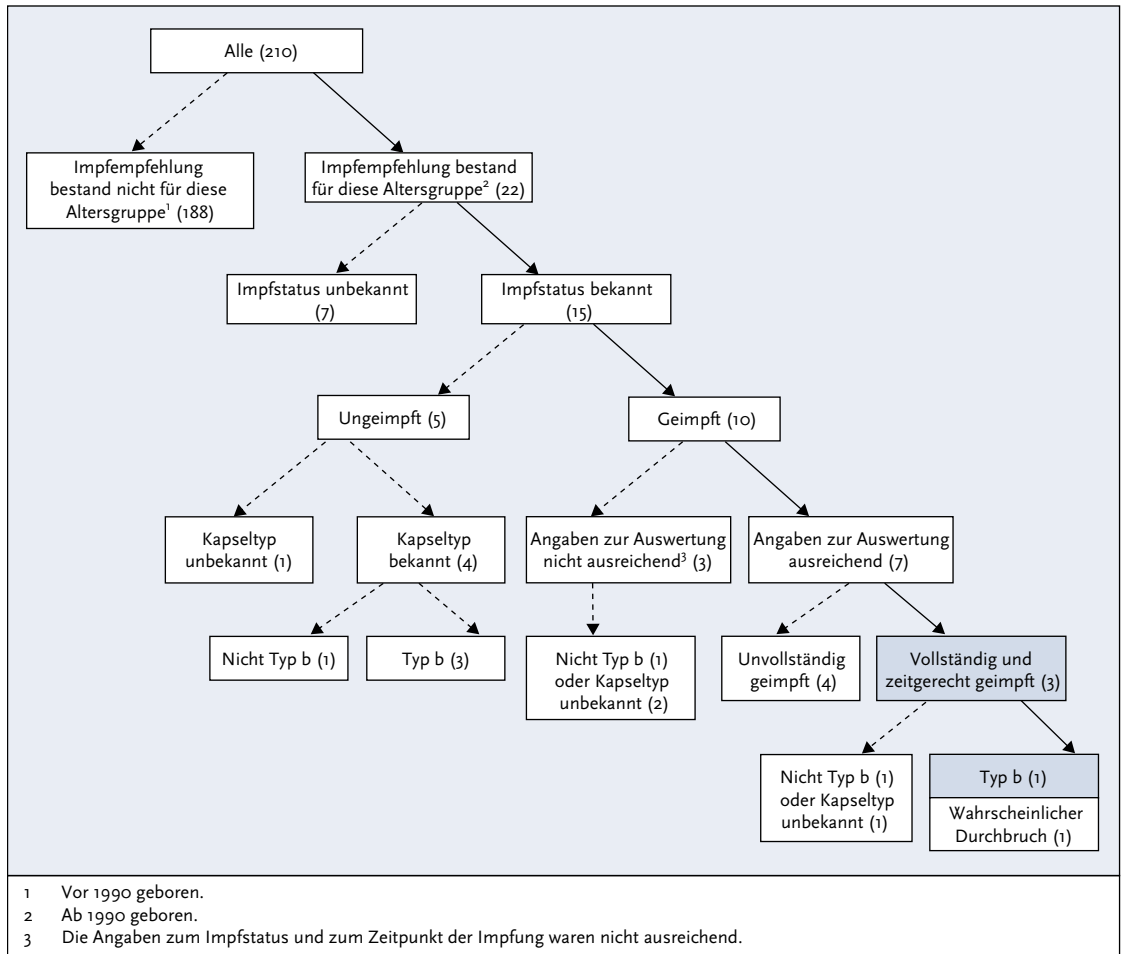 Alle (210)
Impfempfehlung
bestand nicht für diese
Altersgruppe¹ (188)
Impfempfehlung bestand
für diese Altersgruppe² (22)
Impfstatus unbekannt
(7)
Impfstatus bekannt
(15)
Ungeimpft (5)
Geimpft (10)
Kapseltyp
unbekannt (1)
Kapseltyp
bekannt (4)
Angaben zur Auswertung
nicht ausreichend³ (3)
Angaben zur Auswertung
ausreichend (7)
Nicht Typ b (1)
Typ b (3)
Nicht Typ b (1)
oder Kapseltyp
unbekannt (2)
Unvollständig
geimpft (4)
Vollständig und
zeitgerecht geimpft (3)
Nicht Typ b (1)
oder Kapseltyp
unbekannt (1)
Typ b (1)
Wahrscheinlicher
Durchbruch (1)
1 Vor 1990 geboren.
2 Ab 1990 geboren.
3 Die Angaben zum Impfstatus und zum Zeitpunkt der Impfung waren nicht ausreichend.